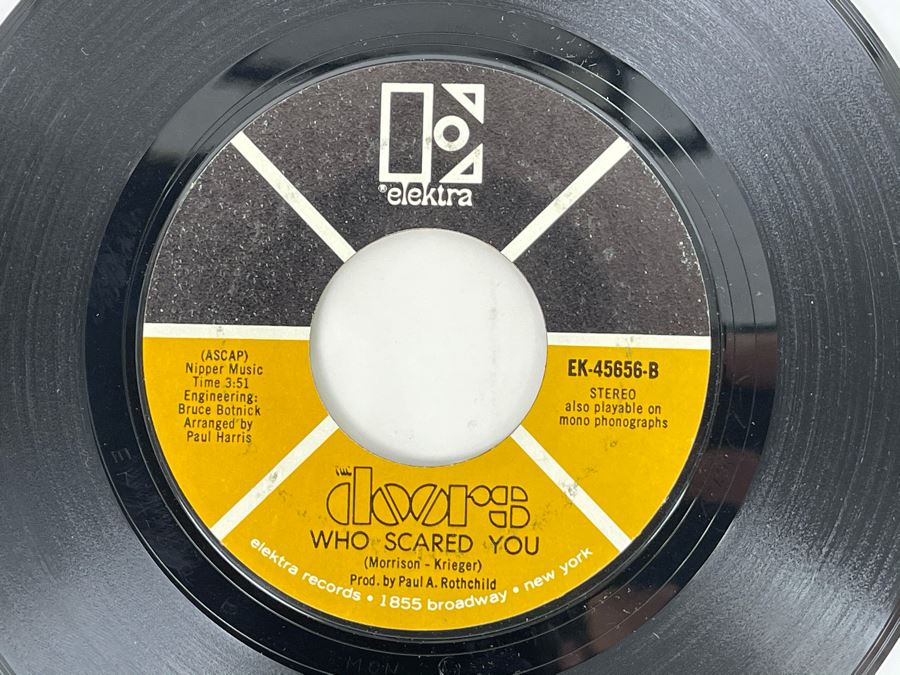 ® elektra
(ASCAP)
Nipper Music
Time 3:51
Engineering:
Bruce Botnick
Arranged by
Paul Harris
EK-45656-B
STEREO
also playable on
mono phonographs
THE
doors
WHO SCARED YOU
(Morrison - Krieger)
Prod. by Paul A. Rothchild
elektra records • 1855 broadway • new york